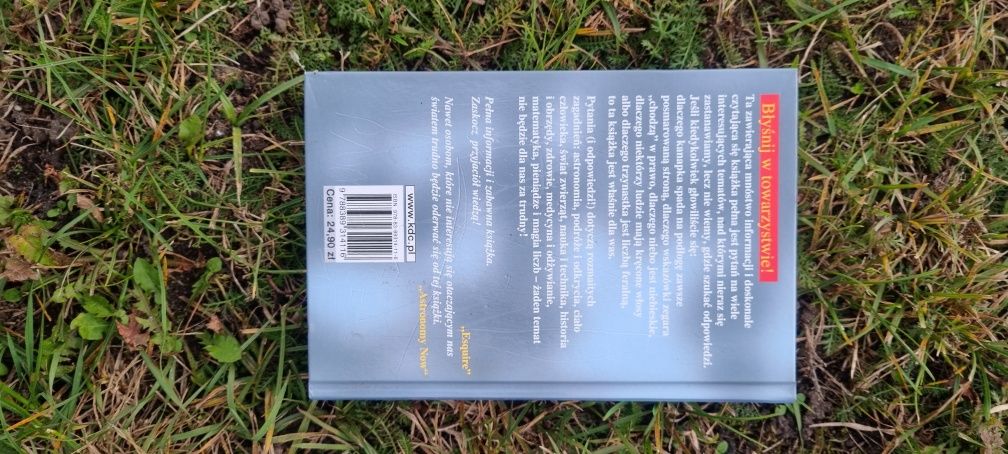 Błyśnij w towarzystwie!
Ta zawierająca mnóstwo informacji i doskonale
czytająca się książka pełna jest pytań na wiele
interesujących tematów, nad którymi nieraz się
zastanawiamy, lecz nie wiemy, gdzie szukać odpowiedzi.
Jeśli kiedykolwiek głowiliście się:
dlaczego kanapka spada na podłogę zawsze
posmarowaną stroną, dlaczego wskazówki zegara
„chodzą” w prawo, dlaczego niebo jest niebieskie,
dlaczego niektórzy ludzie mają kręcone włosy
albo dlaczego trzynastka jest liczbą feralną,
to ta książka jest właśnie dla was.
Pytania (i odpowiedzi!) dotyczą rozmaitych
zagadnień: astronomia, podróże i odkrycia, ciało
człowieka, świat zwierząt, nauka i technika, historia
i obrzędy, zdrowie, medycyna i odżywianie,
matematyka, pieniądze i magia liczb – żaden temat
nie będzie dla nas za trudny!
Pełna informacji i zabawna książka.
Zaskocz przyjaciół wiedzą!
„Esquire”
Nawet osobom, które nie interesują się otaczającym nas
światem trudno będzie oderwać się od tej książki.
„Astronomy Now”
www.kdc.pl
9 788389 314116
Cena: 24,90 zł